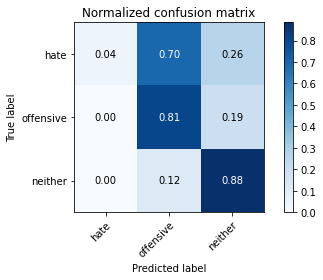 Normalized confusion matrix
True label
hate 0.04 0.70 0.26
offensive 0.00 0.81 0.19
neither 0.00 0.12 0.88
hate offensive neither
Predicted label
0.8
0.7
0.6
0.5
0.4
0.3
0.2
0.1
0.0